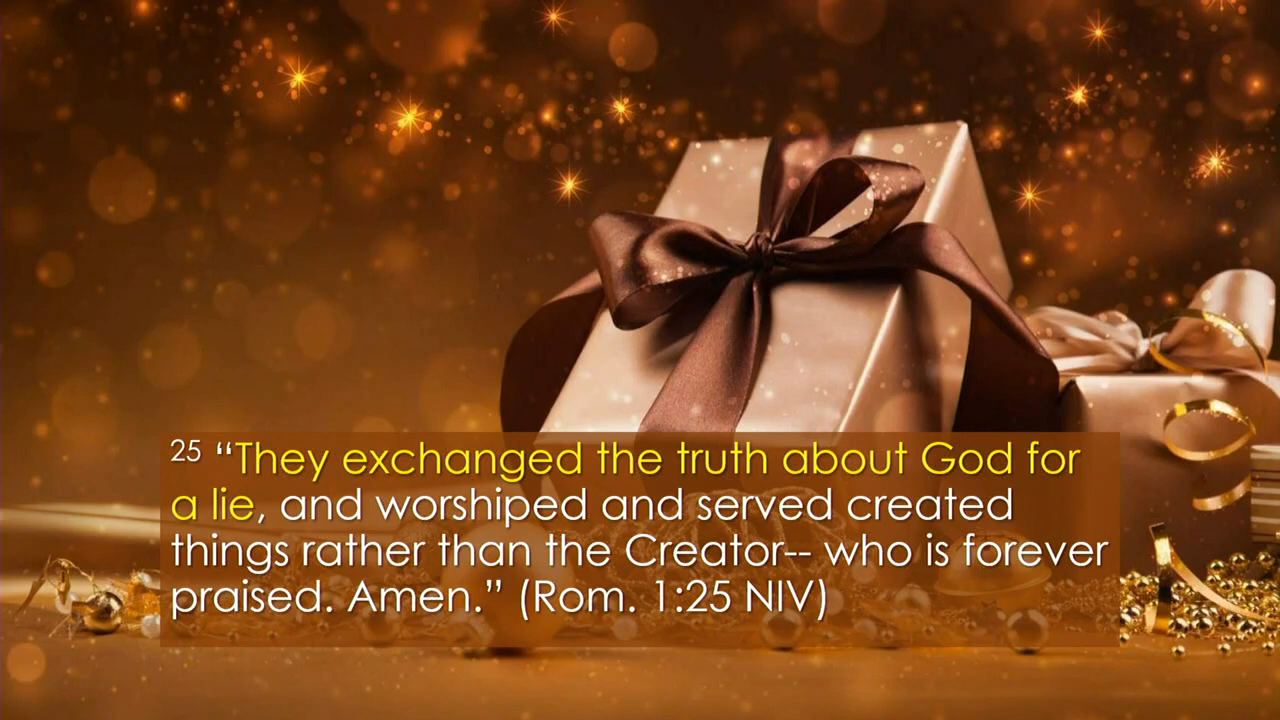 25 “They exchanged the truth about God for
a lie, and worshiped and served created
things rather than the Creator-- who is forever
praised. Amen.” (Rom. 1:25 NIV)